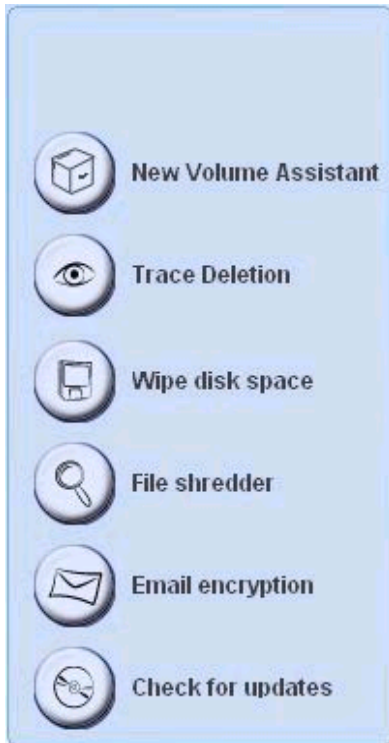 New Volume Assistant
Trace Deletion
Wipe disk space
File shredder
Email encryption
Check for updates